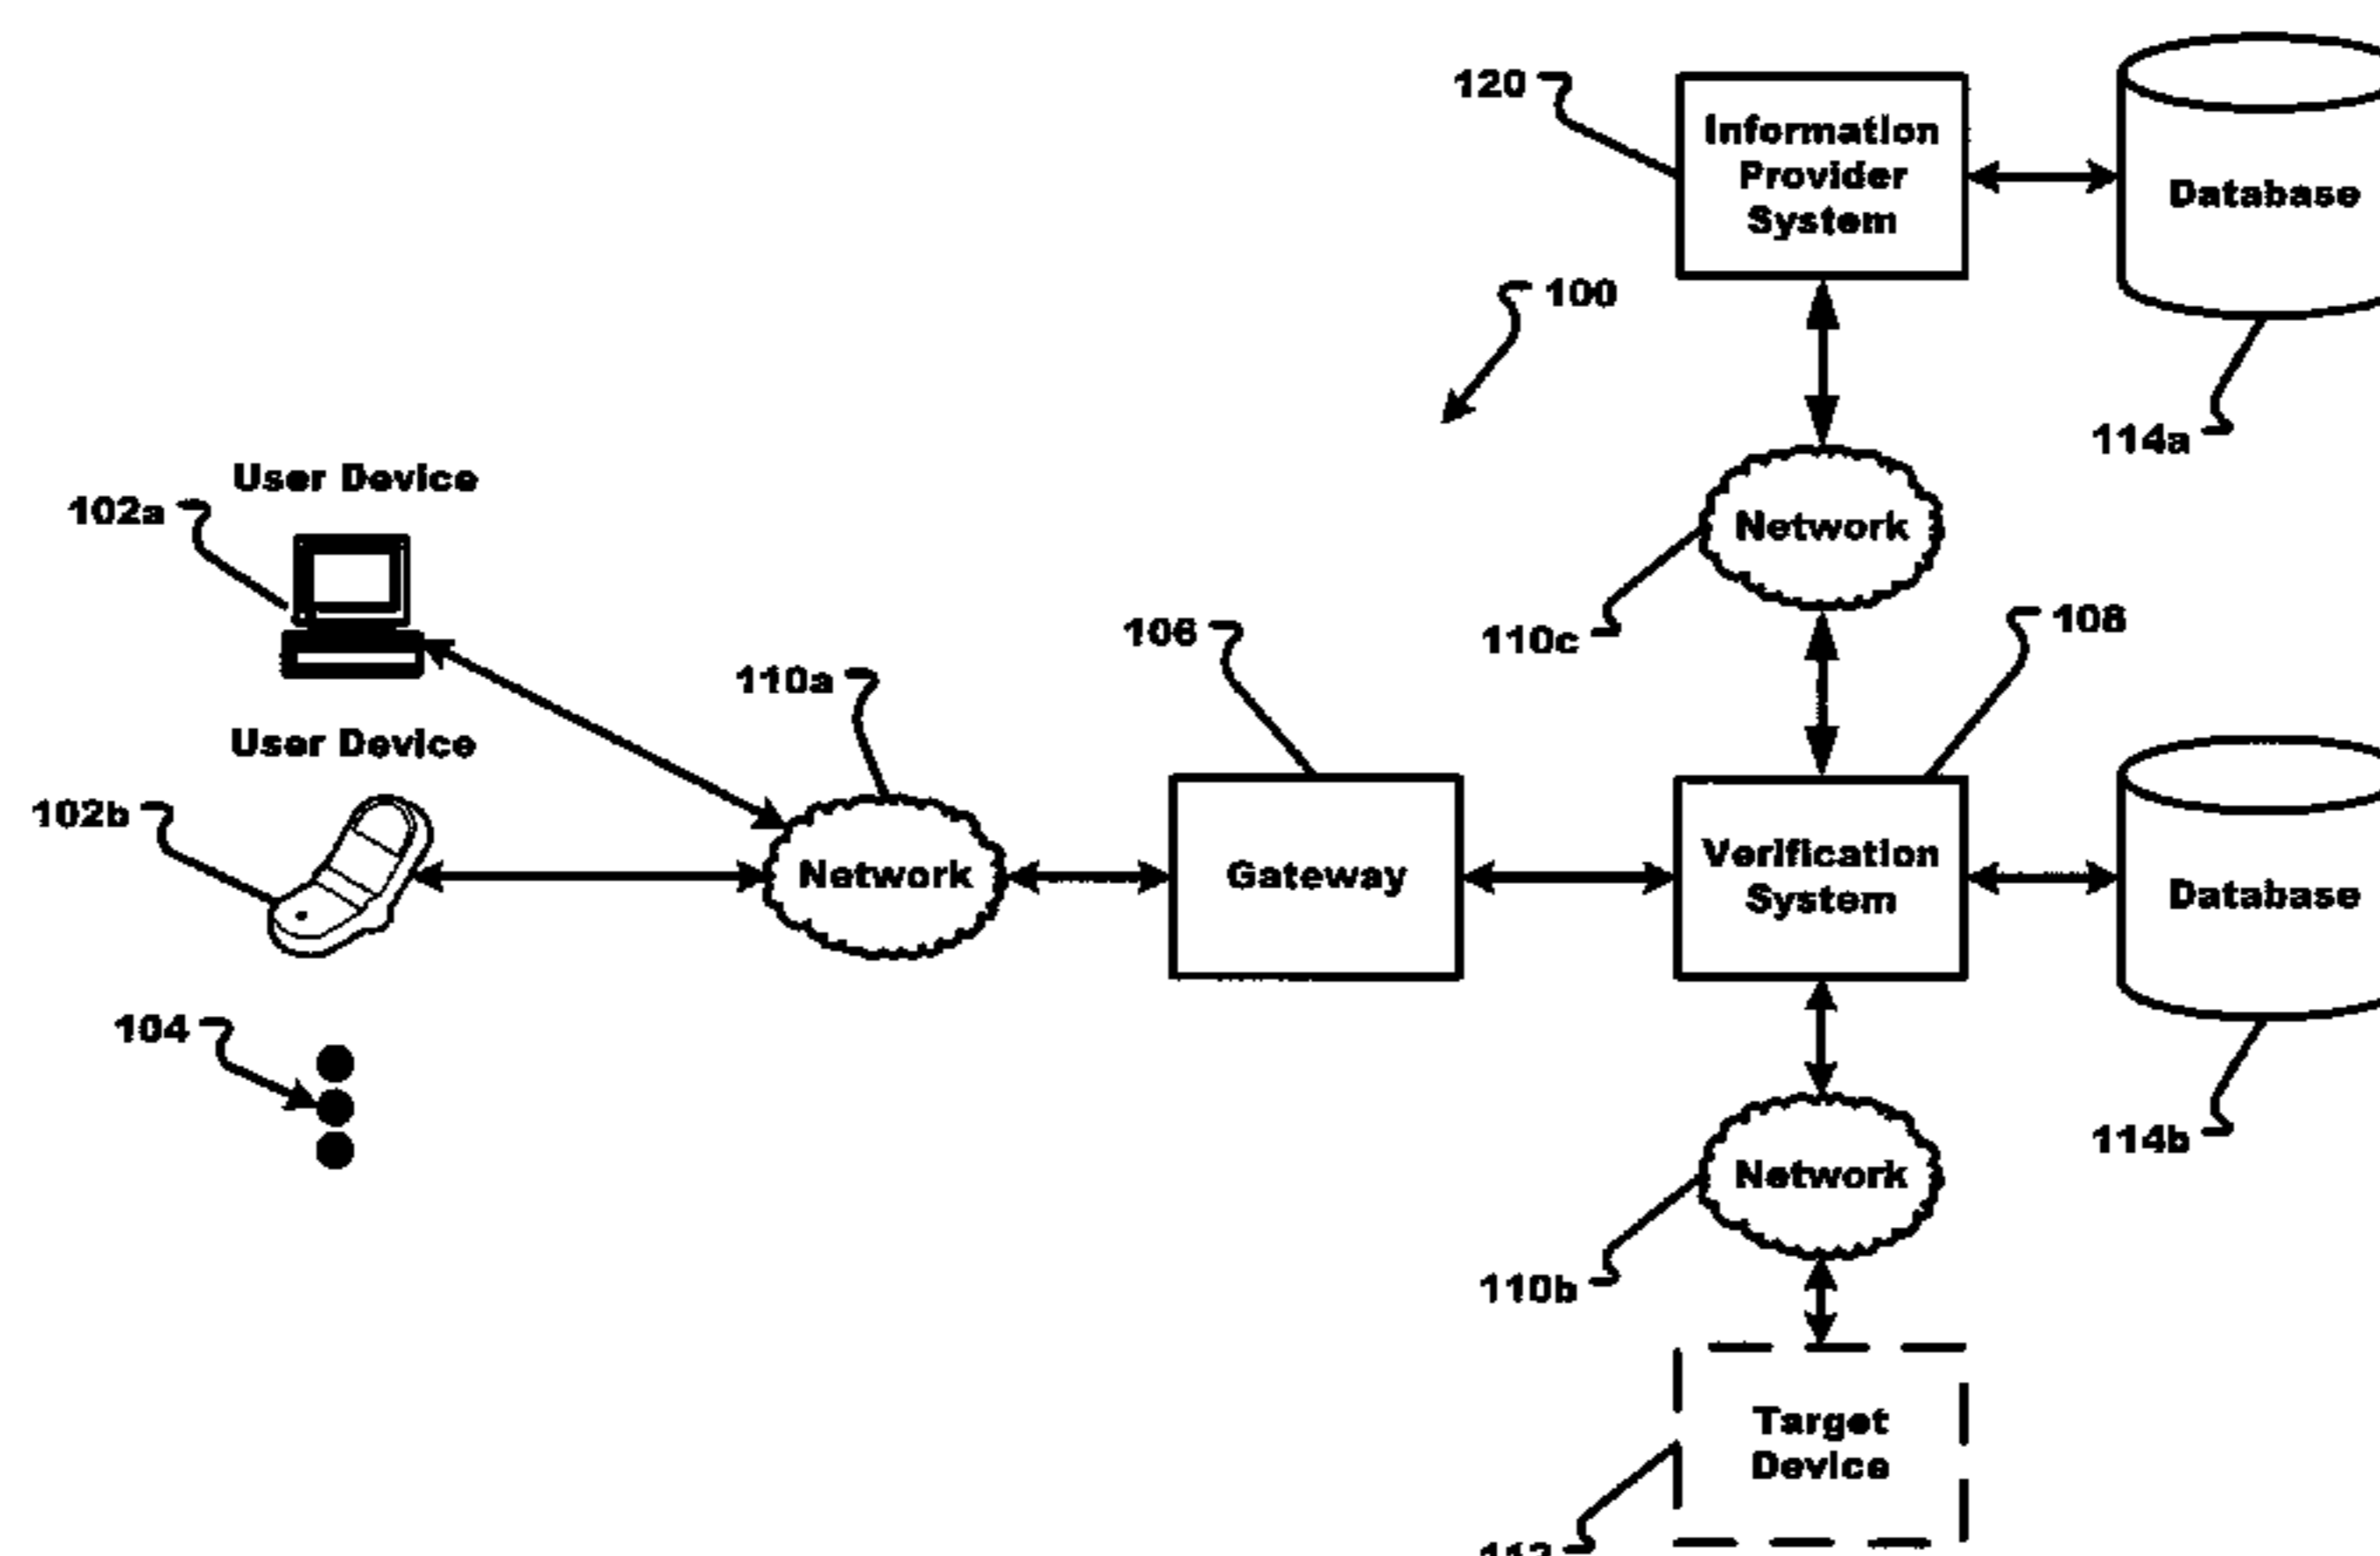 120
Information
Provider
System
Database
100
114a
User Device
102a
Network
110c
106
108
110a
User Device
102b
Network
Gateway
Verification
System
Database
104
114b
Network
110b
Target
Device